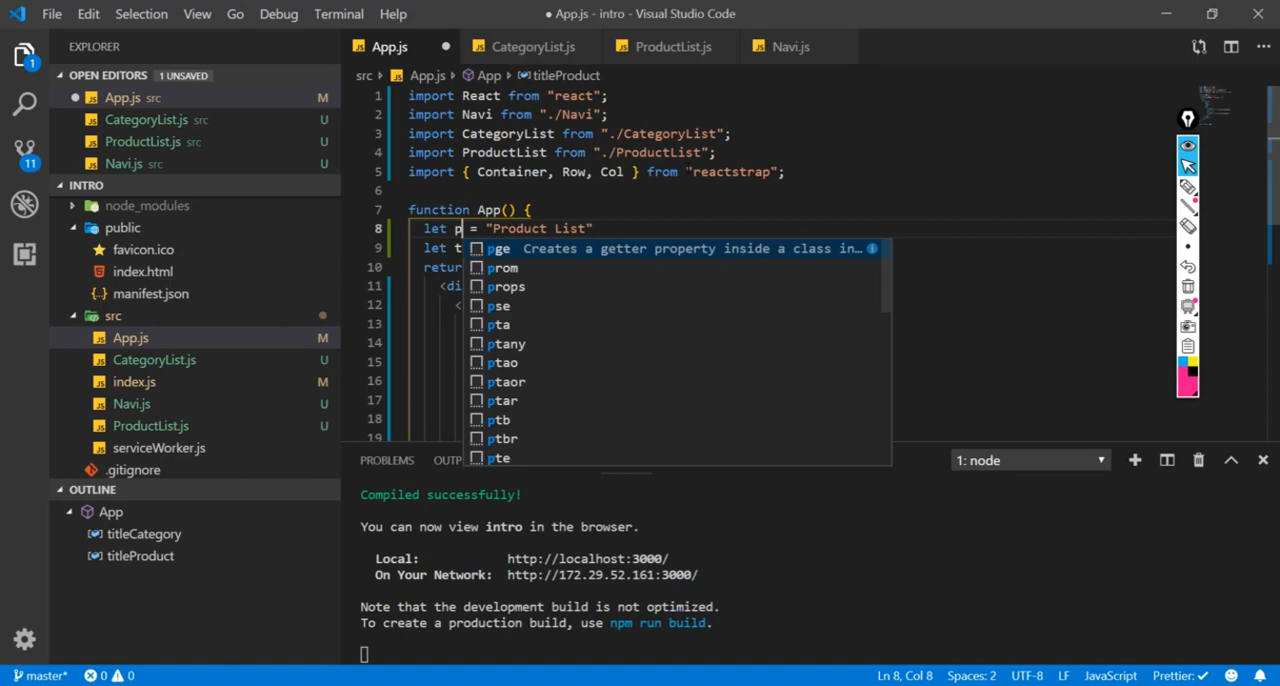 File Edit Selection View Go Debug Terminal Help
● App.js - intro - Visual Studio Code
EXPLORER
OPEN EDITORS 1 UNSAVED
App.js src M
CategoryList.js src U
ProductList.js src U
Navi.js src U
INTRO
node_modules
public
favicon.ico
index.html
manifest.json
src
App.js M
CategoryList.js U
index.js M
Navi.js U
ProductList.js U
serviceWorker.js
.gitignore
OUTLINE
App
titleCategory
titleProduct
1
11
App.js ● CategoryList.js ProductList.js Navi.js
src App.js App titleProduct
1 import React from "react";
2 import Navi from "./Navi";
3 import CategoryList from "./CategoryList";
4 import ProductList from "./ProductList";
5 import { Container, Row, Col } from "reactstrap";
6
7 function App() {
8 let p = "Product List"
9 let t
10 retur
11 <di
12 <
13
14
15
16
17
18
19
pge Creates a getter property inside a class in...
prom
props
pse
pta
ptany
ptao
ptaor
ptar
ptb
ptbr
pte
PROBLEMS OUTP 1: node
Compiled successfully!
You can now view intro in the browser.
Local: http://localhost:3000/
On Your Network: http://172.29.52.161:3000/
Note that the development build is not optimized.
To create a production build, use npm run build.
master* 0 0 Ln 8, Col 8 Spaces: 2 UTF-8 LF JavaScript Prettier: ✓